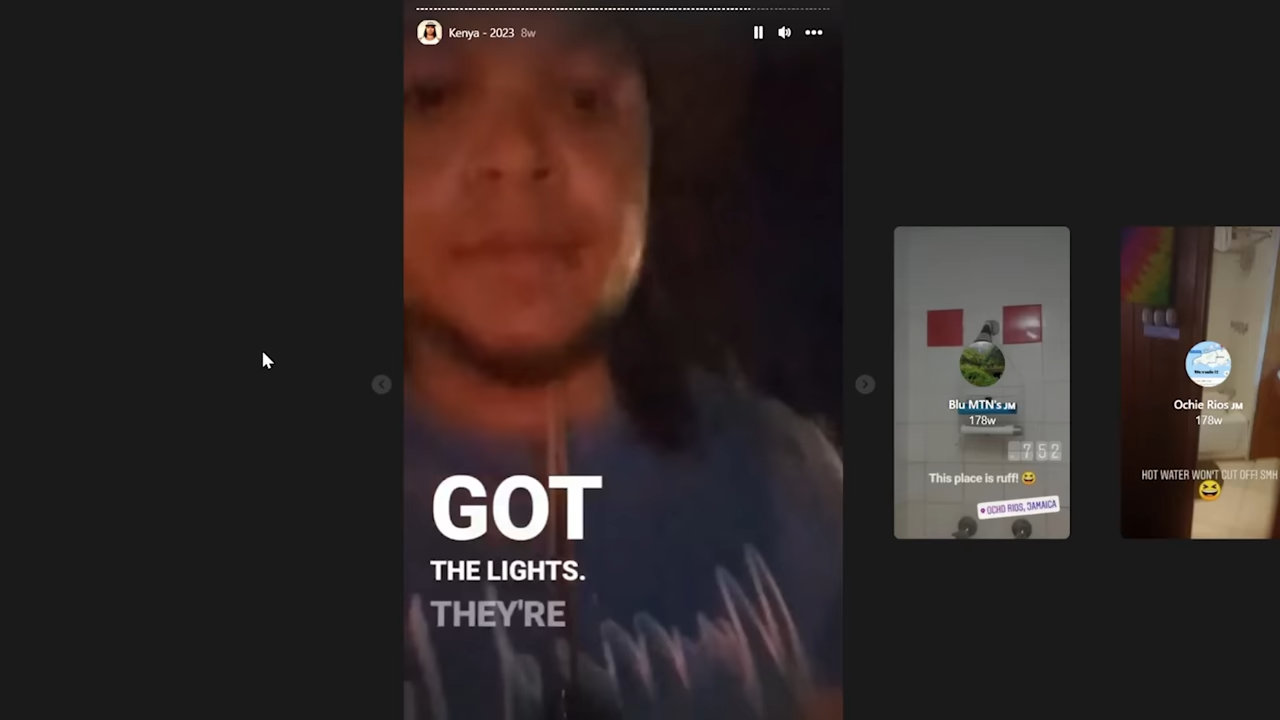 Kenya - 2023 8w
GOT
THE LIGHTS.
THEY'RE
Blu MTN's JM
178w
752
This place is ruff! 😆
OCHO RIOS, JAMAICA
Ochie Rios JM
178w
HOT WATER WON'T CUT OFF! SMH
😆